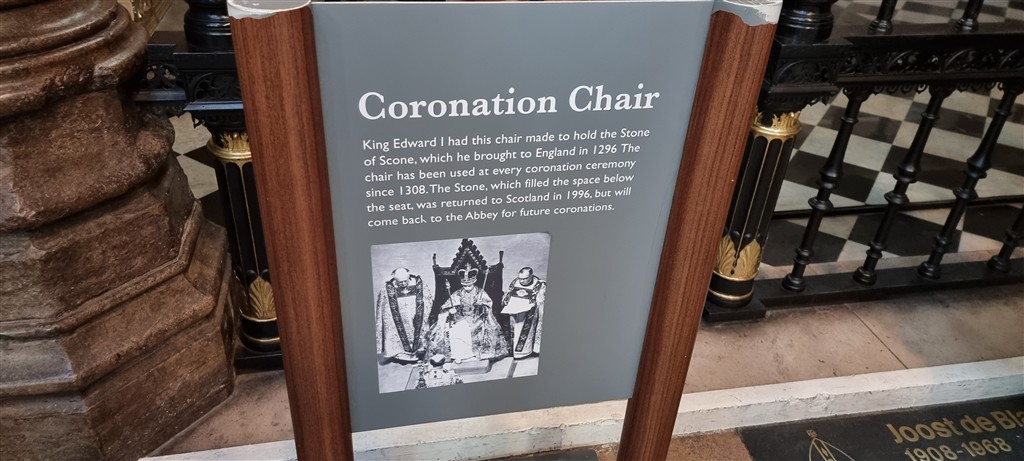 Coronation Chair
King Edward I had this chair made to hold the Stone
of Scone, which he brought to England in 1296 The
chair has been used at every coronation ceremony
since 1308. The Stone, which filled the space below
the seat, was returned to Scotland in 1996, but will
come back to the Abbey for future coronations.
Joost de
1908-1968